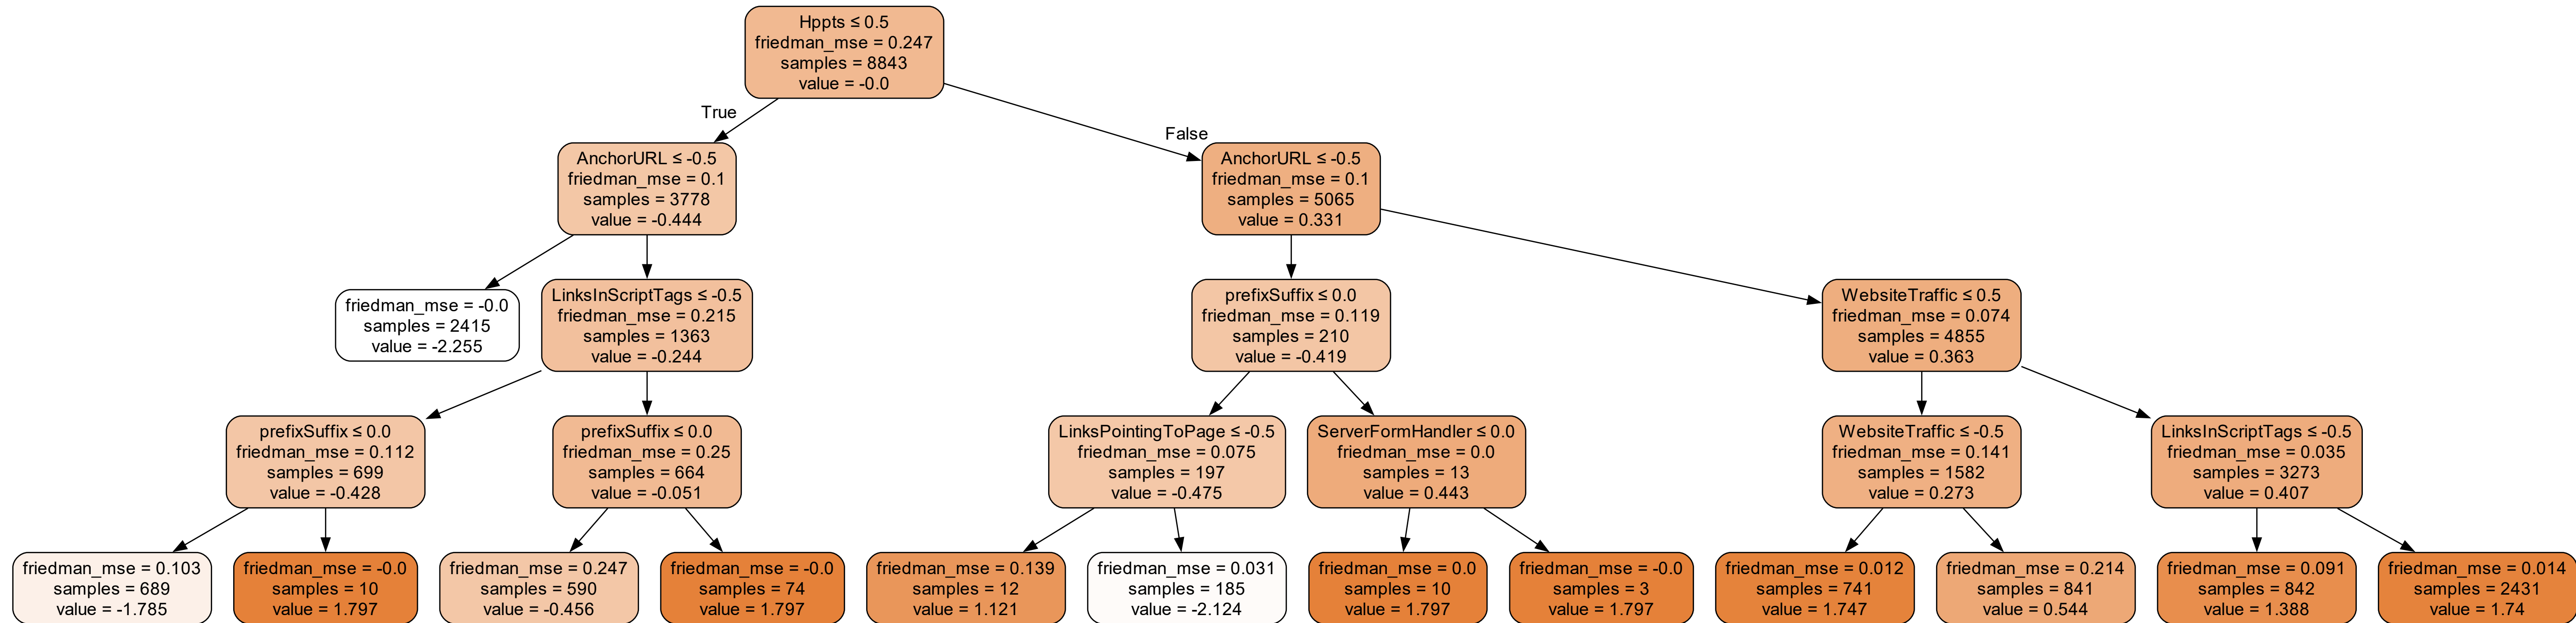 Hppts ≤ 0.5
friedman_mse = 0.247
samples = 8843
value = -0.0
True
False
AnchorURL ≤ -0.5
friedman_mse = 0.1
samples = 3778
value = -0.444
AnchorURL ≤ -0.5
friedman_mse = 0.1
samples = 5065
value = 0.331
friedman_mse = -0.0
samples = 2415
value = -2.255
LinksInScriptTags ≤ -0.5
friedman_mse = 0.215
samples = 1363
value = -0.244
prefixSuffix ≤ 0.0
friedman_mse = 0.119
samples = 210
value = -0.419
WebsiteTraffic ≤ 0.5
friedman_mse = 0.074
samples = 4855
value = 0.363
prefixSuffix ≤ 0.0
friedman_mse = 0.112
samples = 699
value = -0.428
prefixSuffix ≤ 0.0
friedman_mse = 0.25
samples = 664
value = -0.051
LinksPointingToPage ≤ -0.5
friedman_mse = 0.075
samples = 197
value = -0.475
ServerFormHandler ≤ 0.0
friedman_mse = 0.0
samples = 13
value = 0.443
WebsiteTraffic ≤ -0.5
friedman_mse = 0.141
samples = 1582
value = 0.273
LinksInScriptTags ≤ -0.5
friedman_mse = 0.035
samples = 3273
value = 0.407
friedman_mse = 0.103
samples = 689
value = -1.785
friedman_mse = -0.0
samples = 10
value = 1.797
friedman_mse = 0.247
samples = 590
value = -0.456
friedman_mse = -0.0
samples = 74
value = 1.797
friedman_mse = 0.139
samples = 12
value = 1.121
friedman_mse = 0.031
samples = 185
value = -2.124
friedman_mse = 0.0
samples = 10
value = 1.797
friedman_mse = -0.0
samples = 3
value = 1.797
friedman_mse = 0.012
samples = 741
value = 1.747
friedman_mse = 0.214
samples = 841
value = 0.544
friedman_mse = 0.091
samples = 842
value = 1.388
friedman_mse = 0.014
samples = 2431
value = 1.74